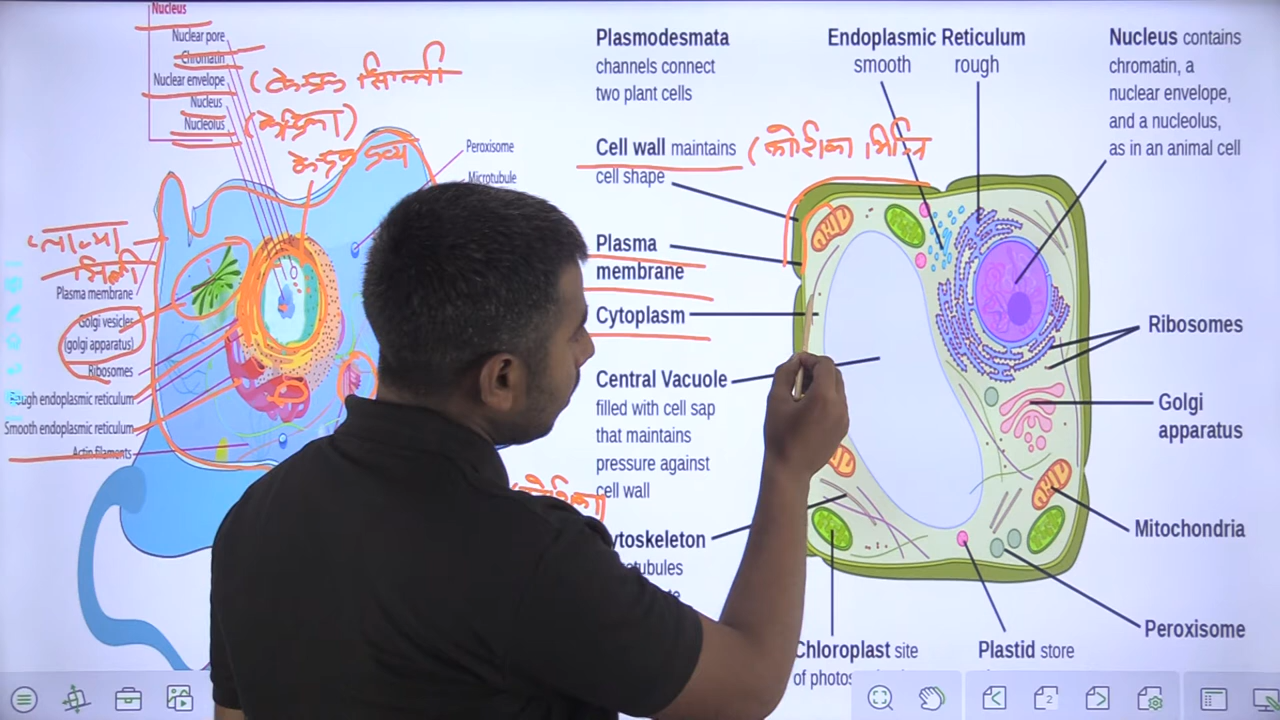 Nucleus
Nuclear pore
Chromatin
Nuclear envelope
(केन्द्रक झिल्ली
Nucleus
Nucleolus
(केंद्रिका)
केन्द्रक द्रव्य
Peroxisome
Microtubule
झिल्ली
Plasma membrane
Golgi vesicles
(golgi apparatus)
Ribosomes
Rough endoplasmic reticulum
Smooth endoplasmic reticulum
Actin filaments
Plasmodesmata
channels connect
two plant cells
Cell wall maintains
(कोशिका भित्ति
cell shape
Plasma
membrane
Cytoplasm
Central Vacuole
filled with cell sap
that maintains
pressure against
cell wall
Endoplasmic Reticulum
smooth
rough
Nucleus contains
chromatin, a
nuclear envelope,
and a nucleolus,
as in an animal cell
Ribosomes
Golgi
apparatus
Mitochondria
Peroxisome
Plastid store
Chloroplast site
2